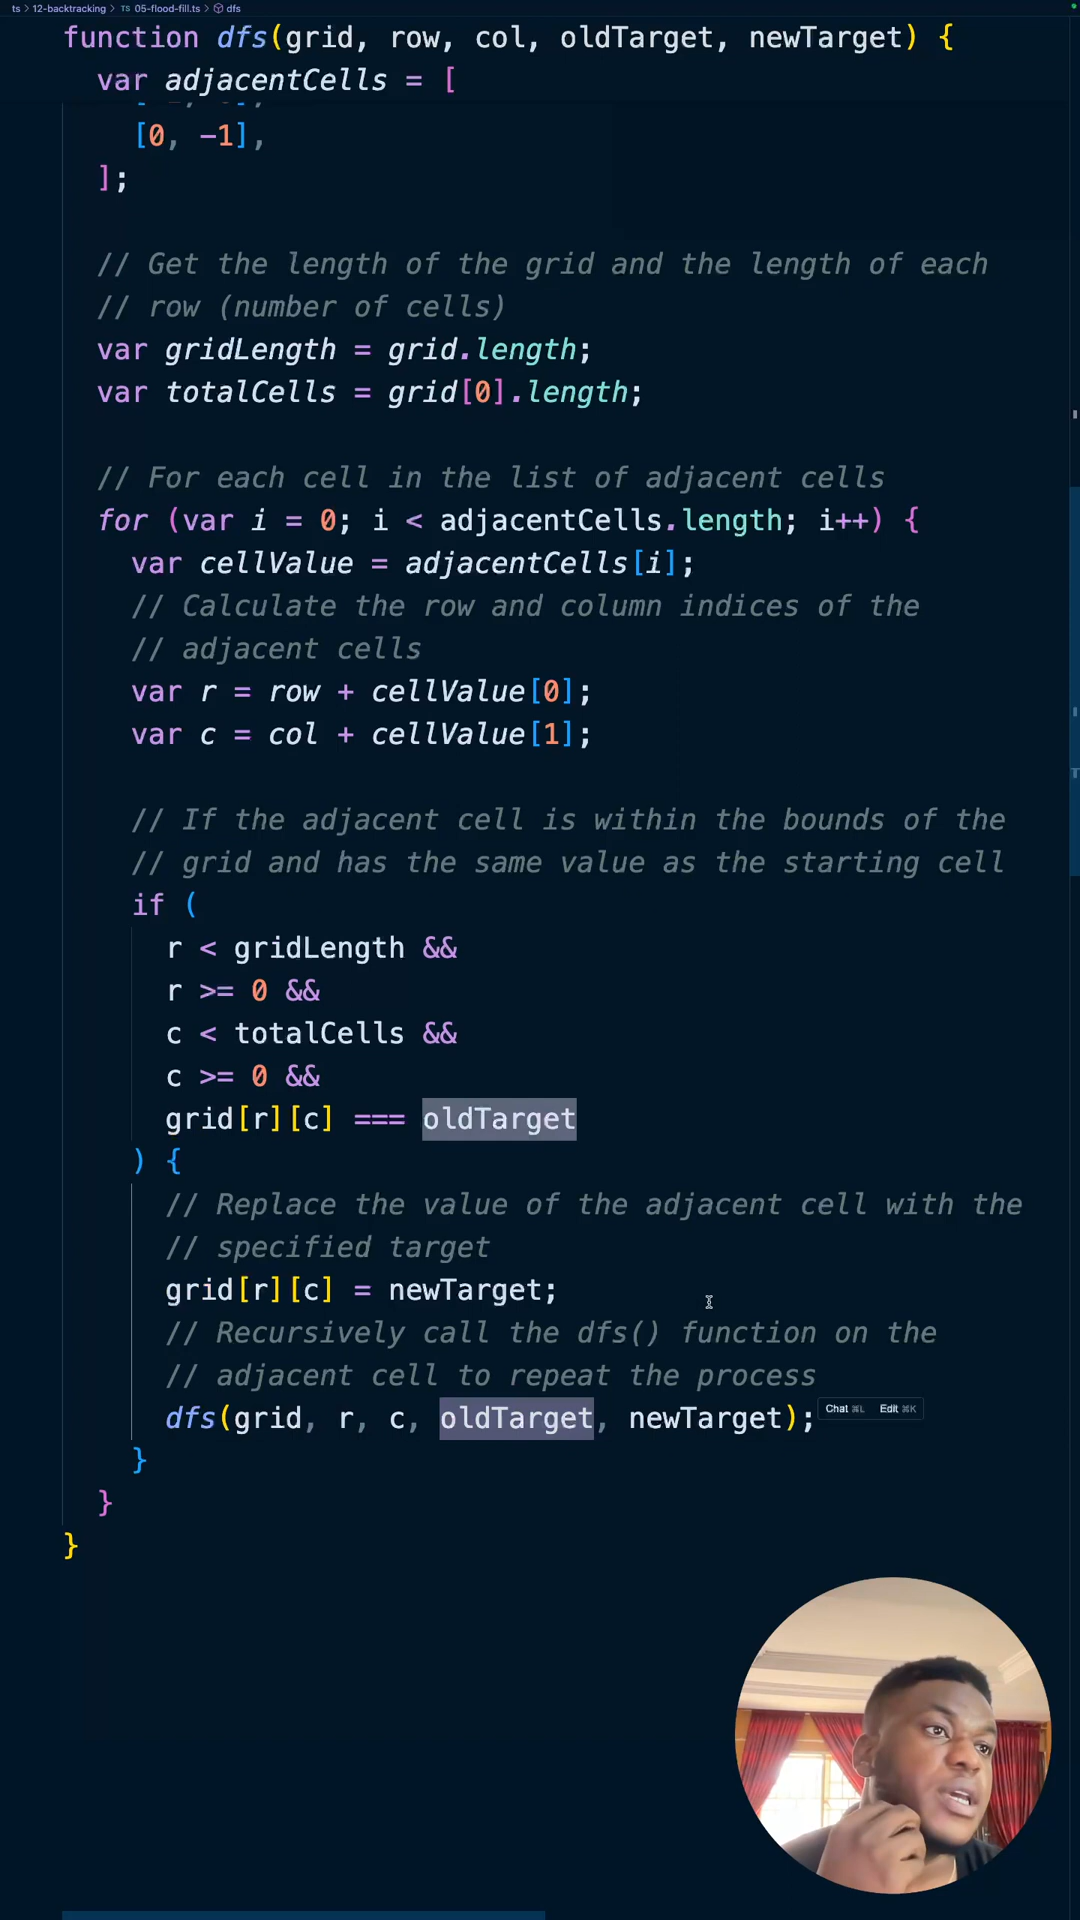 ts > 12-backtracking > TS 05-flood-fill.ts > dfs
function dfs(grid, row, col, oldTarget, newTarget) {
var adjacentCells = [
[0, -1],
];
// Get the length of the grid and the length of each
// row (number of cells)
var gridLength = grid.length;
var totalCells = grid[0].length;
// For each cell in the list of adjacent cells
for (var i = 0; i < adjacentCells.length; i++) {
var cellValue = adjacentCells[i];
// Calculate the row and column indices of the
// adjacent cells
var r = row + cellValue[0];
var c = col + cellValue[1];
// If the adjacent cell is within the bounds of the
// grid and has the same value as the starting cell
if (
r < gridLength &&
r >= 0 &&
c < totalCells &&
c >= 0 &&
grid[r][c] === oldTarget
) {
// Replace the value of the adjacent cell with the
// specified target
grid[r][c] = newTarget;
// Recursively call the dfs() function on the
// adjacent cell to repeat the process
dfs(grid, r, c, oldTarget, newTarget); Chat ⌘L Edit ⌘K
}
}
}